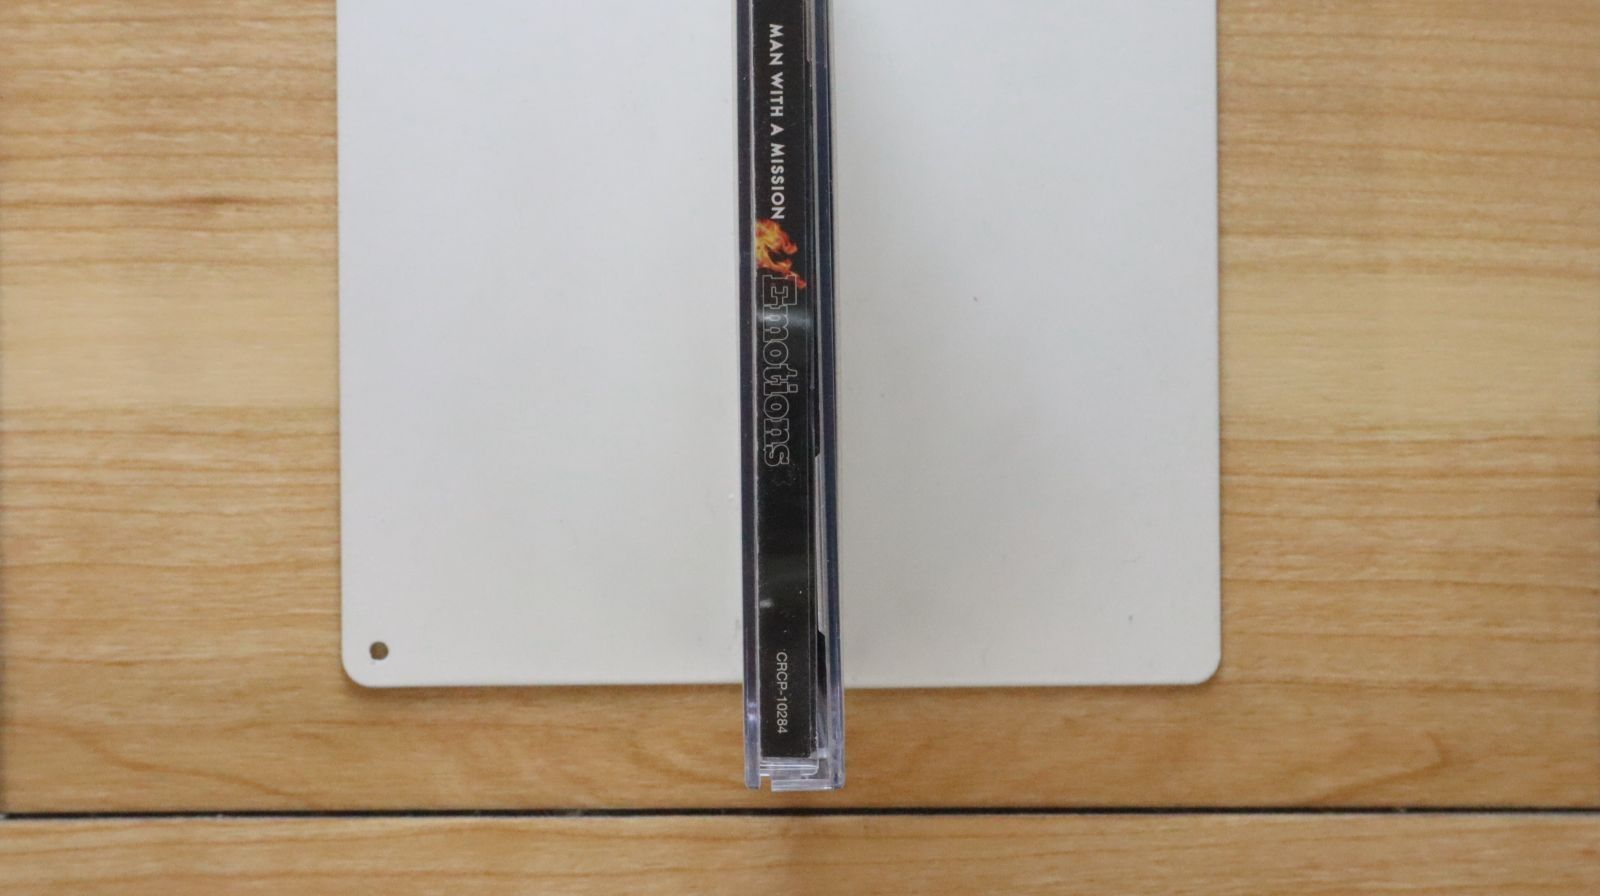 MAN WITH A MISSION
Emotions
CRCP-10284